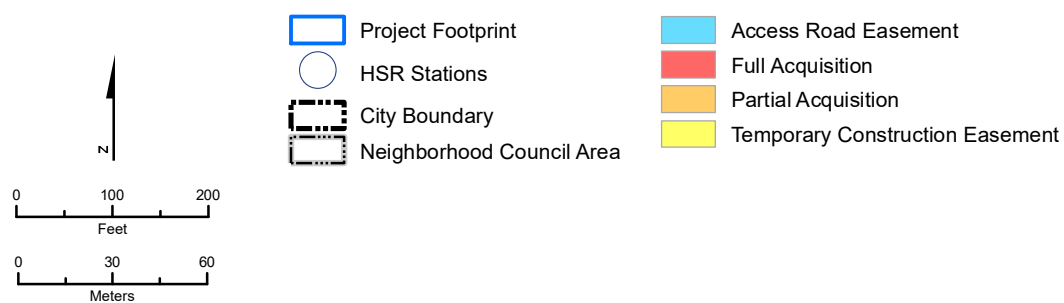 N
0 100 200
Feet
0 30 60
Meters
Project Footprint
HSR Stations
City Boundary
Neighborhood Council Area
Access Road Easement
Full Acquisition
Partial Acquisition
Temporary Construction Easement